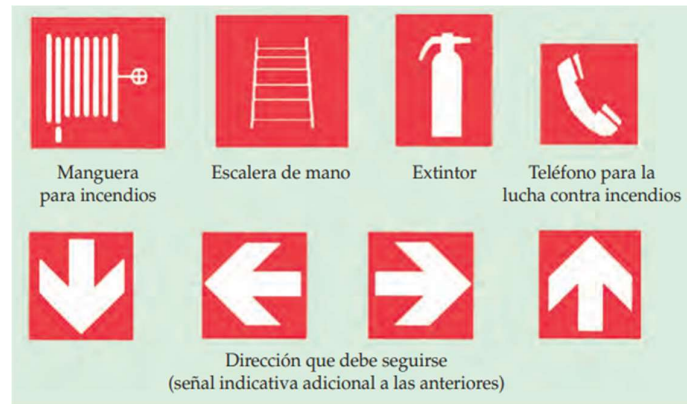 Manguera
para incendios
Escalera de mano
Extintor
Teléfono para la
lucha contra incendios
Dirección que debe seguirse
(señal indicativa adicional a las anteriores)